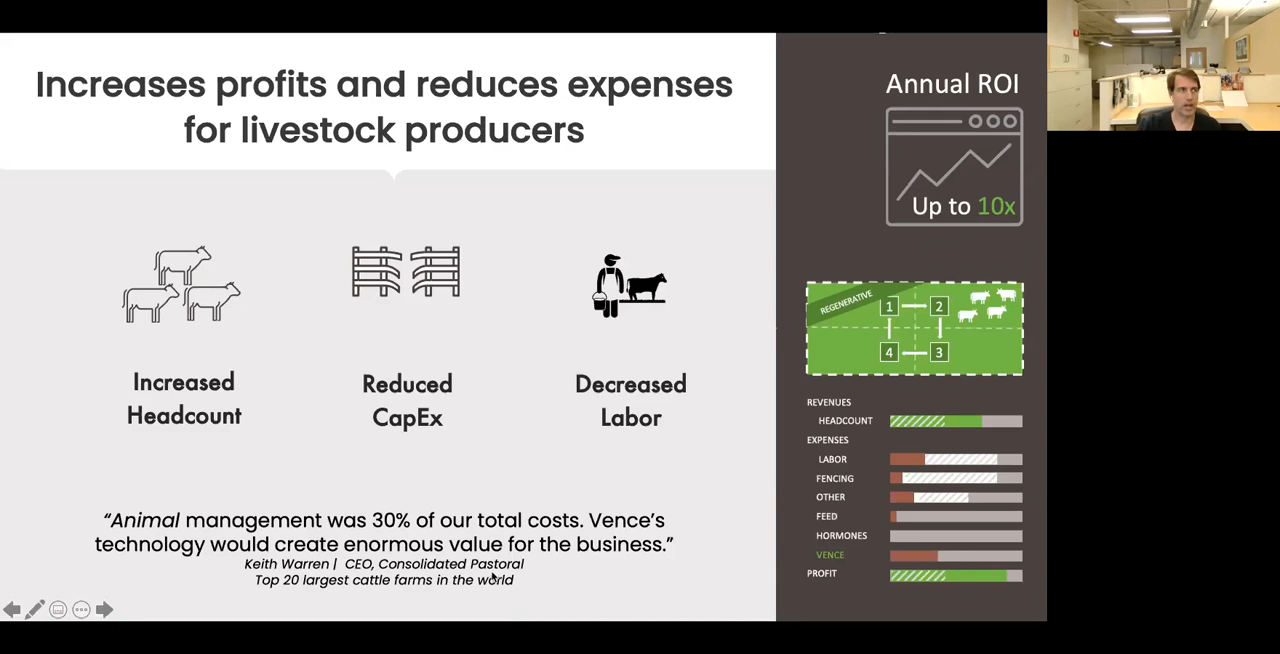 Increases profits and reduces expenses
for livestock producers
Increased
Headcount
Reduced
CapEx
Decreased
Labor
“Animal management was 30% of our total costs. Vence’s
technology would create enormous value for the business.”
Keith Warren | CEO, Consolidated Pastoral
Top 20 largest cattle farms in the world
Annual ROI
Up to 10x
REGENERATIVE
1 2
4 3
REVENUES
HEADCOUNT
EXPENSES
LABOR
FENCING
OTHER
FEED
HORMONES
VENCE
PROFIT